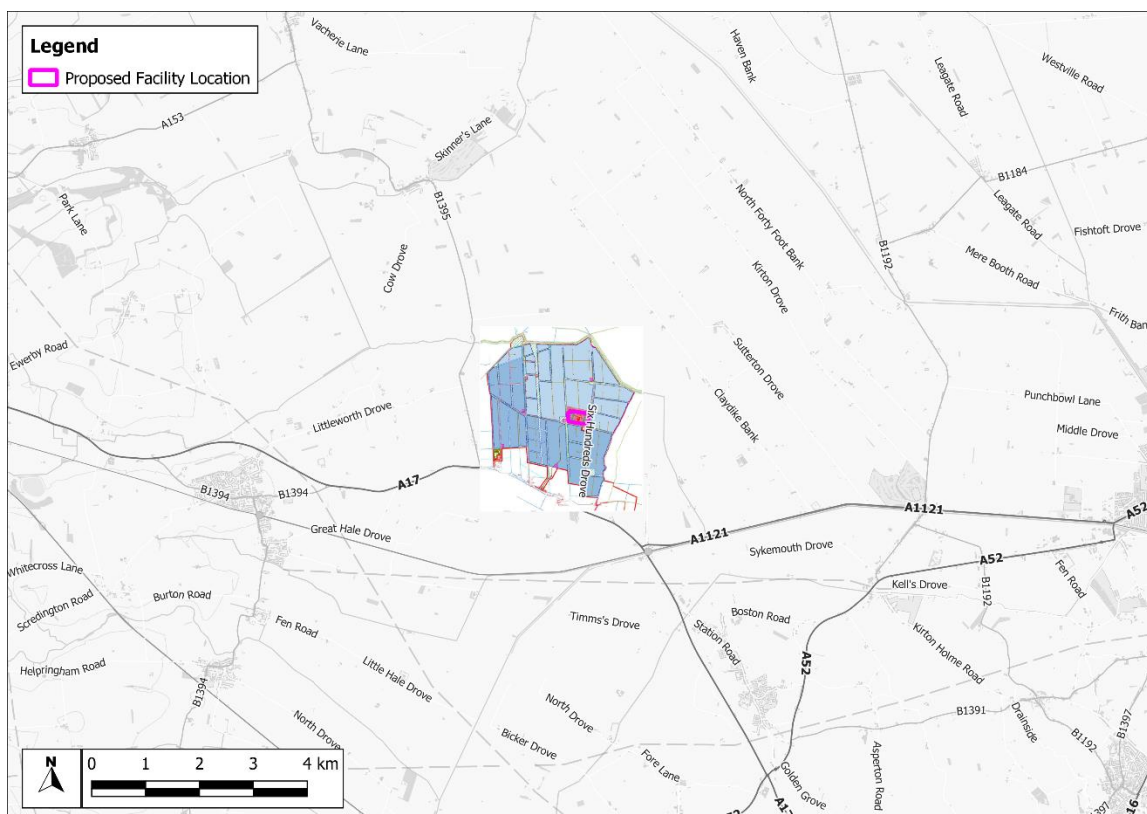 Legend
Proposed Facility Location
Vacherie Lane
Haven Bank
Leagate Road
Westville Road
A153
Skinner's Lane
B1184
Park Lane
B1395
North Forty Foot Bank
Leagate Road
Fishtoft Drove
Cow Drove
Kirton Drove
B1192
Mere Booth Road
Frith Ban
Ewerby Road
Sutterton Drove
Littleworth Drove
Claydike Bank
Punchbowl Lane
Middle Drove
Six Hundreds Drove
A17
B1394
B1394
Great Hale Drove
A1121
A1121
A52
Sykemouth Drove
A52
Whitecross Lane
Scredington Road
Burton Road
Fen Road
Timms's Drove
Boston Road
Kell's Drove
B1192
Fen Road
Station Road
Kirton Holme Road
Helpringham Road
B1394
Little Hale Drove
A52
North Drove
North Drove
Bicker Drove
Fore Lane
Golden Grove
Asperton Road
B1391
Drainside
B1192
B1397
N
0 1 2 3 4 km
A17
B1397
16